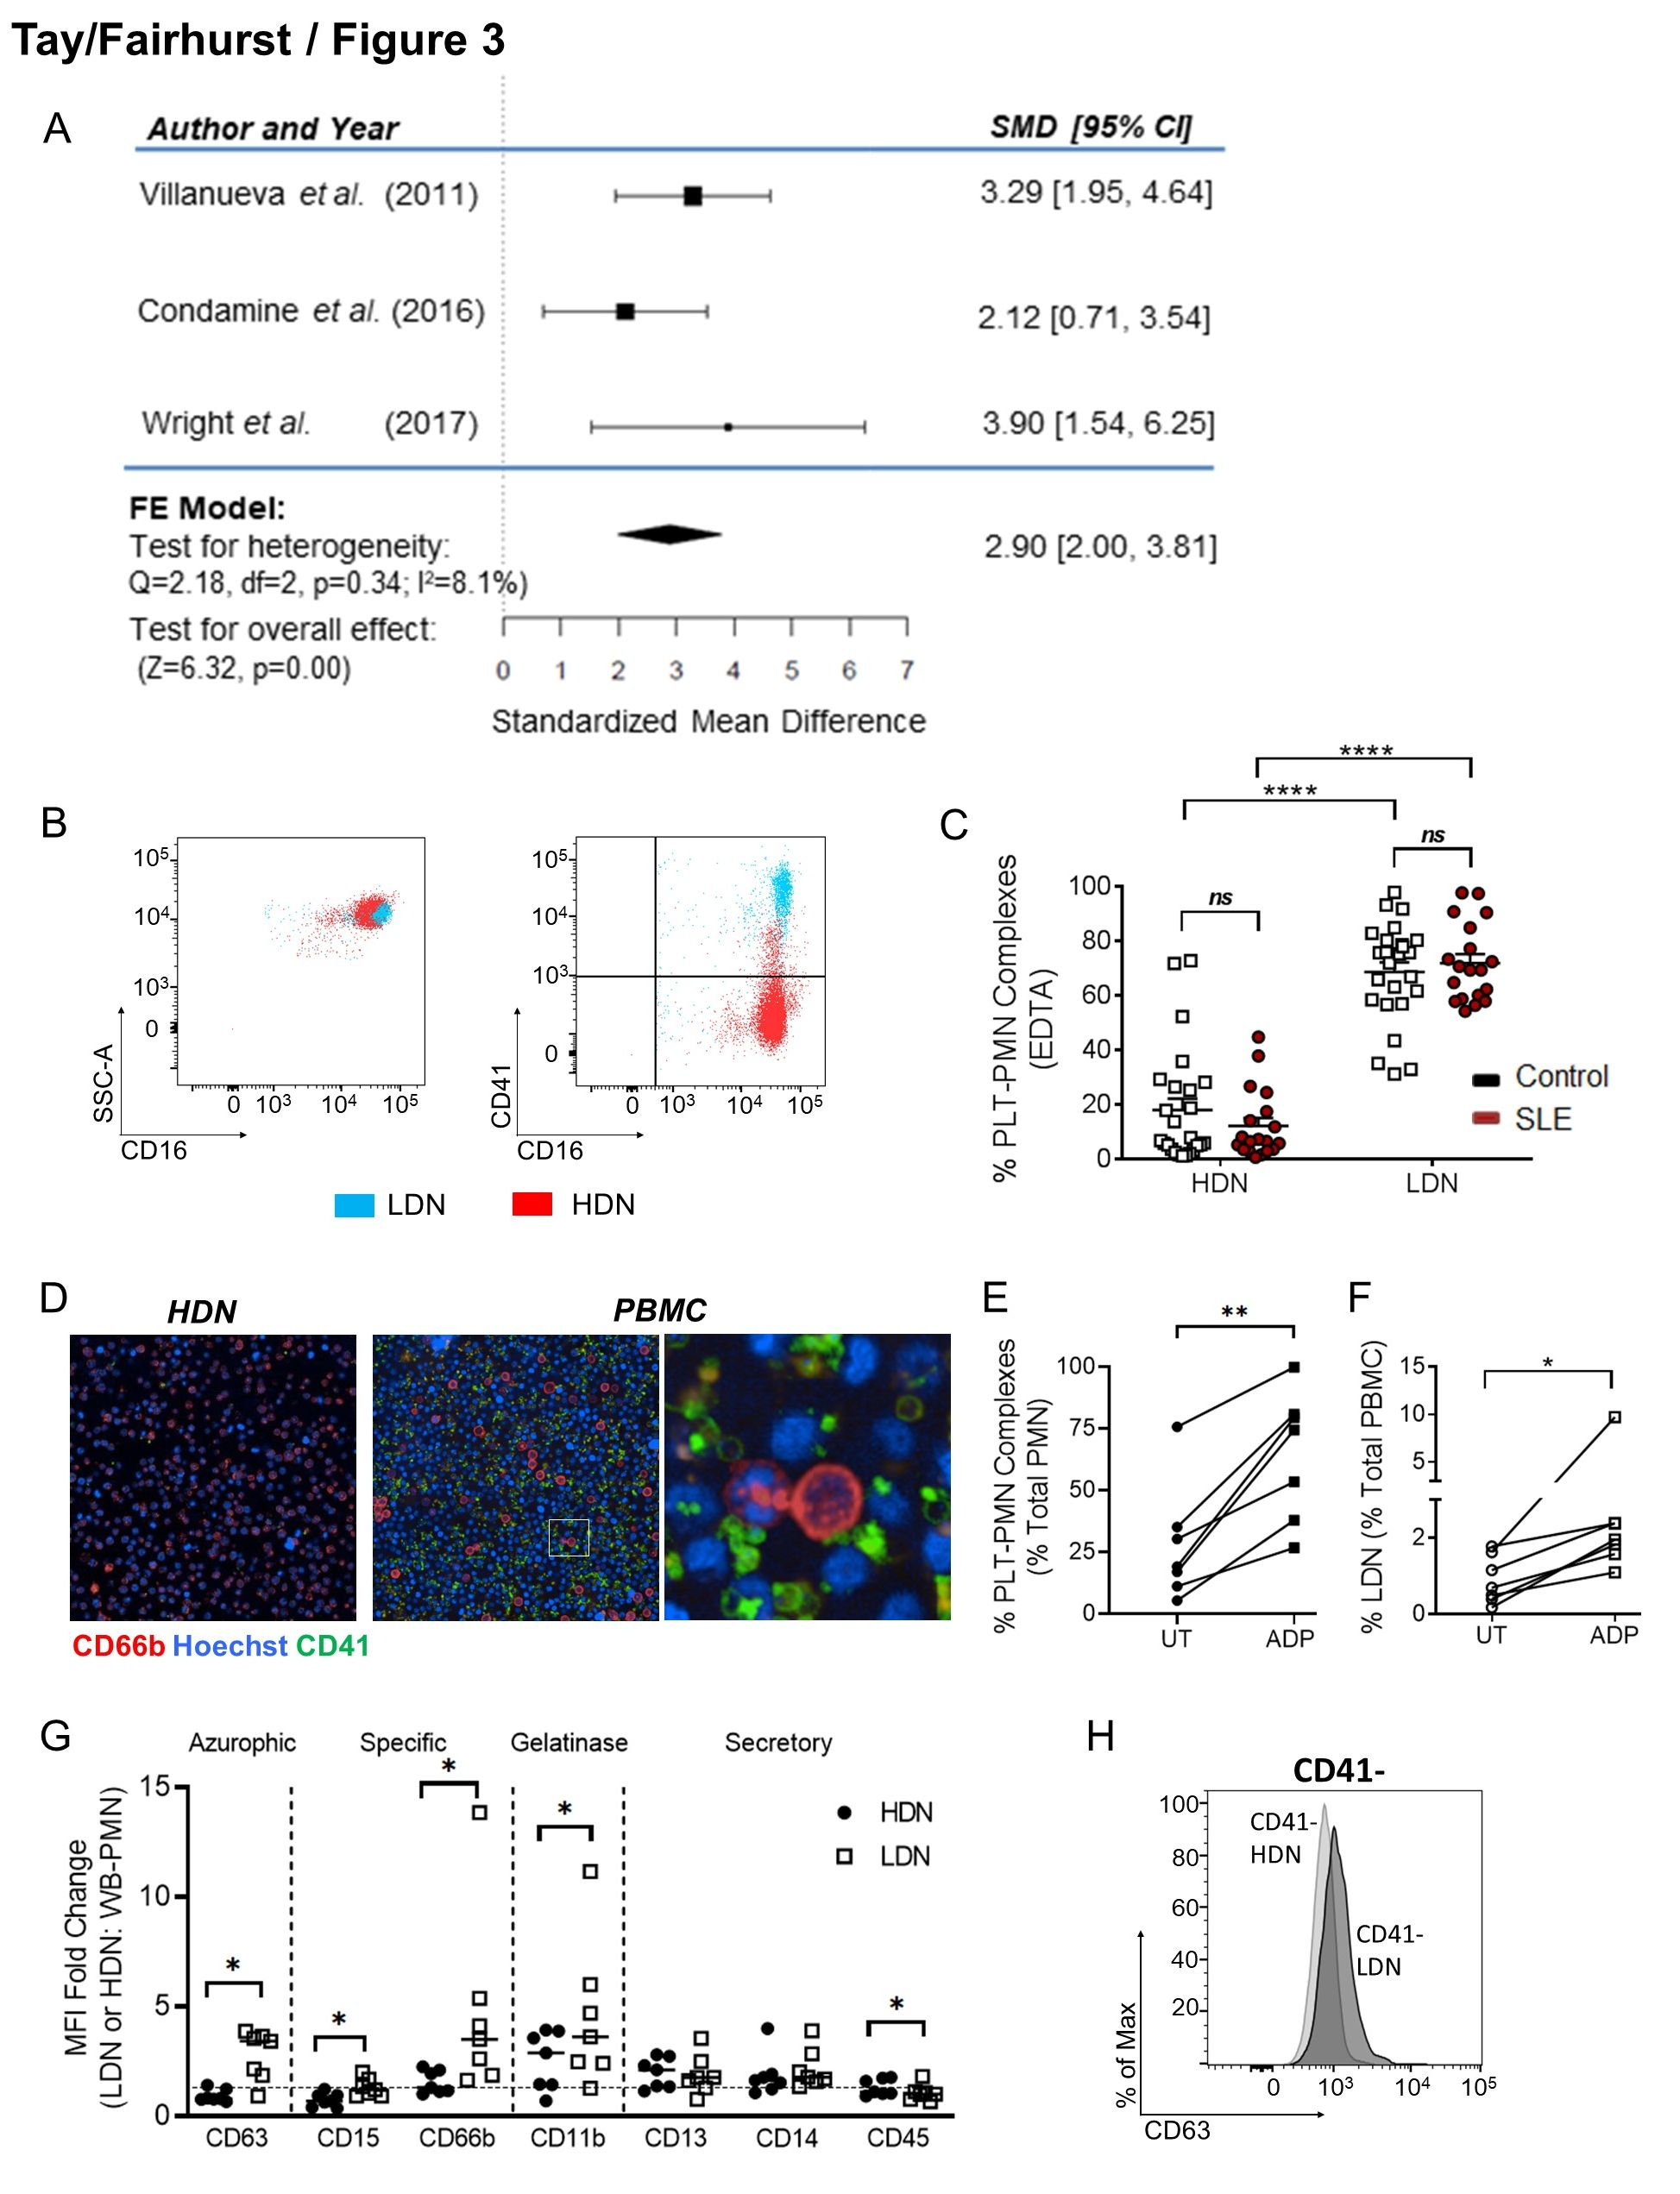 Tay/Fairhurst / Figure 3
A
Author and Year SMD [95% CI]
Villanueva et al. (2011) 3.29 [1.95, 4.64]
Condamine et al. (2016) 2.12 [0.71, 3.54]
Wright et al. (2017) 3.90 [1.54, 6.25]
FE Model:
Test for heterogeneity: 2.90 [2.00, 3.81]
Q=2.18, df=2, p=0.34; I²=8.1%)
Test for overall effect:
(Z=6.32, p=0.00)
0 1 2 3 4 5 6 7
Standardized Mean Difference
B
10⁵
10⁴
10³
0
SSC-A
0 10³ 10⁴ 10⁵
CD16
10⁵
10⁴
10³
0
CD41
0 10³ 10⁴ 10⁵
CD16
LDN HDN
C
****
****
ns
ns
% PLT-PMN Complexes
(EDTA)
100
80
60
40
20
0
HDN LDN
Control
SLE
D
HDN PBMC
CD66b Hoechst CD41
E
**
% PLT-PMN Complexes
(% Total PMN)
100
75
50
25
0
UT ADP
F
*
% LDN (% Total PBMC)
15
10
5
2
0
UT ADP
G
Azurophic Specific Gelatinase Secretory
* * * * *
MFI Fold Change
(LDN or HDN: WB-PMN)
15
10
5
0
HDN
LDN
CD63 CD15 CD66b CD11b CD13 CD14 CD45
H
CD41-
100
80
60
40
20
CD41-
HDN
CD41-
LDN
% of Max
0 10³ 10⁴ 10⁵
CD63